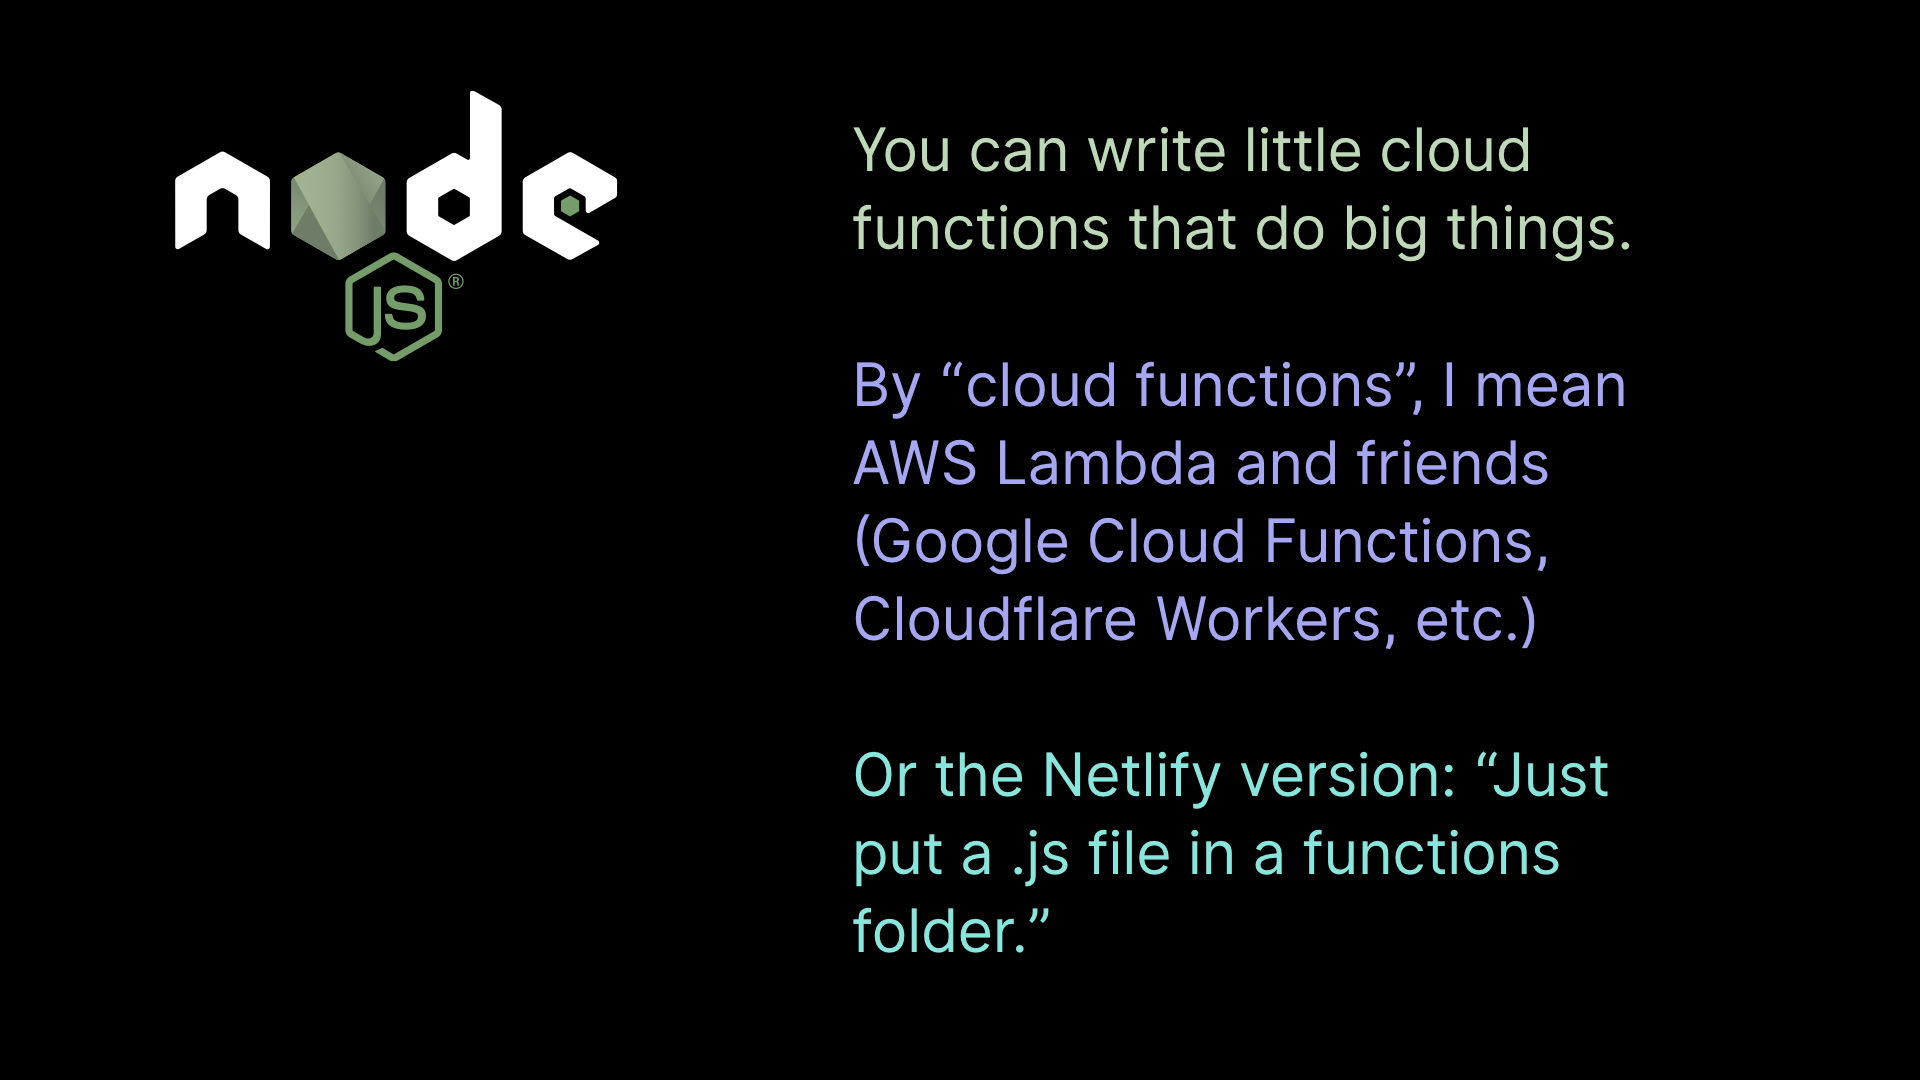 node
JS®
You can write little cloud
functions that do big things.
By “cloud functions”, I mean
AWS Lambda and friends
(Google Cloud Functions,
Cloudflare Workers, etc.)
Or the Netlify version: “Just
put a .js file in a functions
folder.”